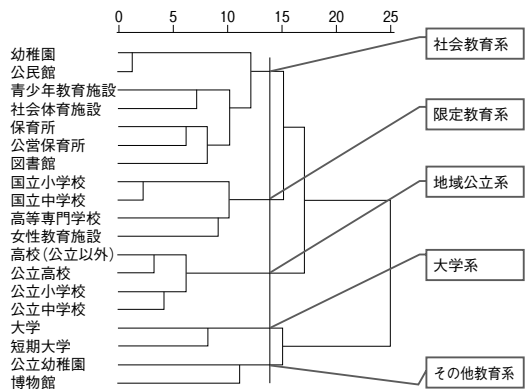 0 5 10 15 20 25
幼稚園
公民館
青少年教育施設
社会体育施設
保育所
公営保育所
図書館
国立小学校
国立中学校
高等専門学校
女性教育施設
高校(公立以外)
公立高校
公立小学校
公立中学校
大学
短期大学
公立幼稚園
博物館
社会教育系
限定教育系
地域公立系
大学系
その他教育系